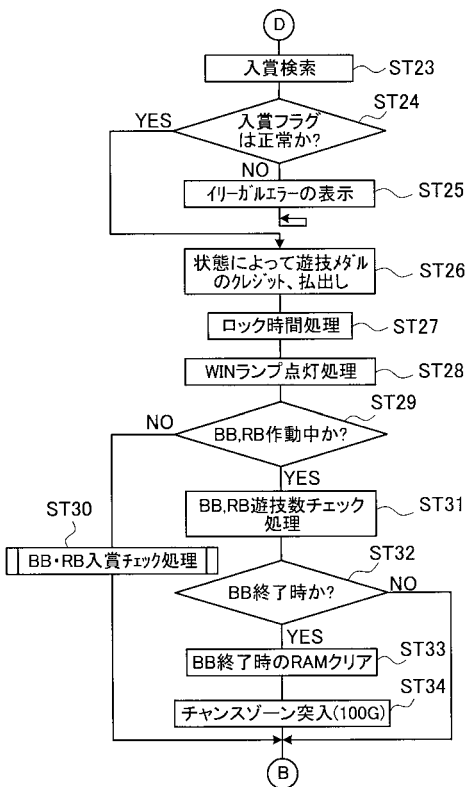 D
入賞検索
ST23
ST24
YES
入賞フラグ
は正常か?
NO
イリーガルエラーの表示
ST25
状態によって遊技メダル
のクレジット、払出し
ST26
ロック時間処理
ST27
WINランプ点灯処理
ST28
ST29
NO
BB,RB作動中か?
YES
ST30
BB,RB遊技数チェック
処理
ST31
BB・RB入賞チェック処理
ST32
BB終了時か?
NO
YES
BB終了時のRAMクリア
ST33
ST34
チャンスゾーン突入(100G)
B